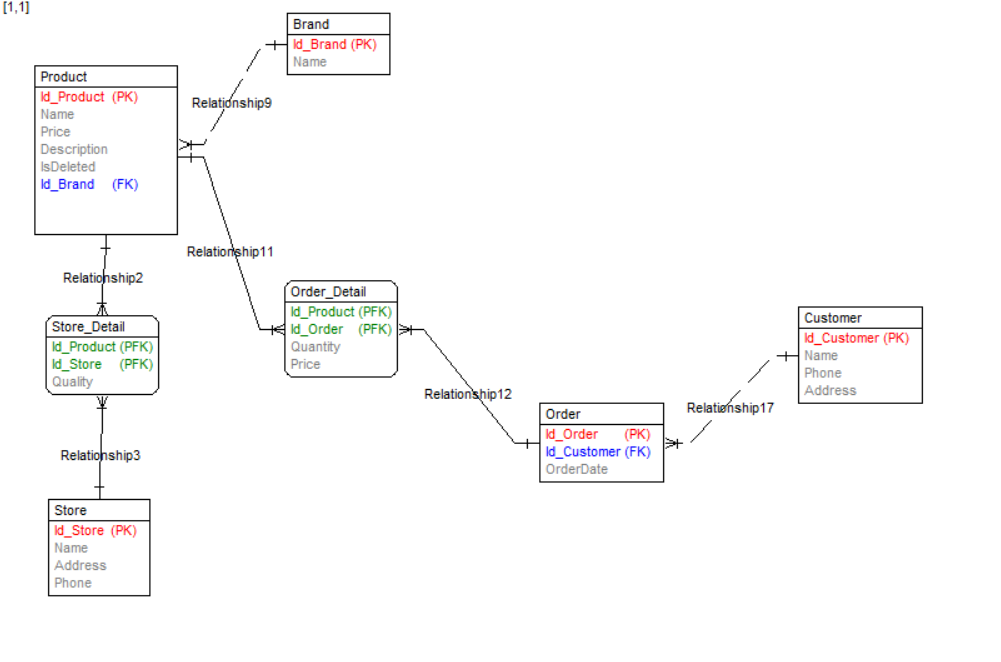 [1,1]
Brand
Id_Brand (PK)
Name
Product
Id_Product (PK)
Name
Price
Description
IsDeleted
Id_Brand (FK)
Relationship9
Relationship11
Relationship2
Order_Detail
Id_Product (PFK)
Id_Order (PFK)
Quantity
Price
Store_Detail
Id_Product (PFK)
Id_Store (PFK)
Quality
Customer
Id_Customer (PK)
Name
Phone
Address
Relationship12
Relationship17
Order
Id_Order (PK)
Id_Customer (FK)
OrderDate
Relationship3
Store
Id_Store (PK)
Name
Address
Phone